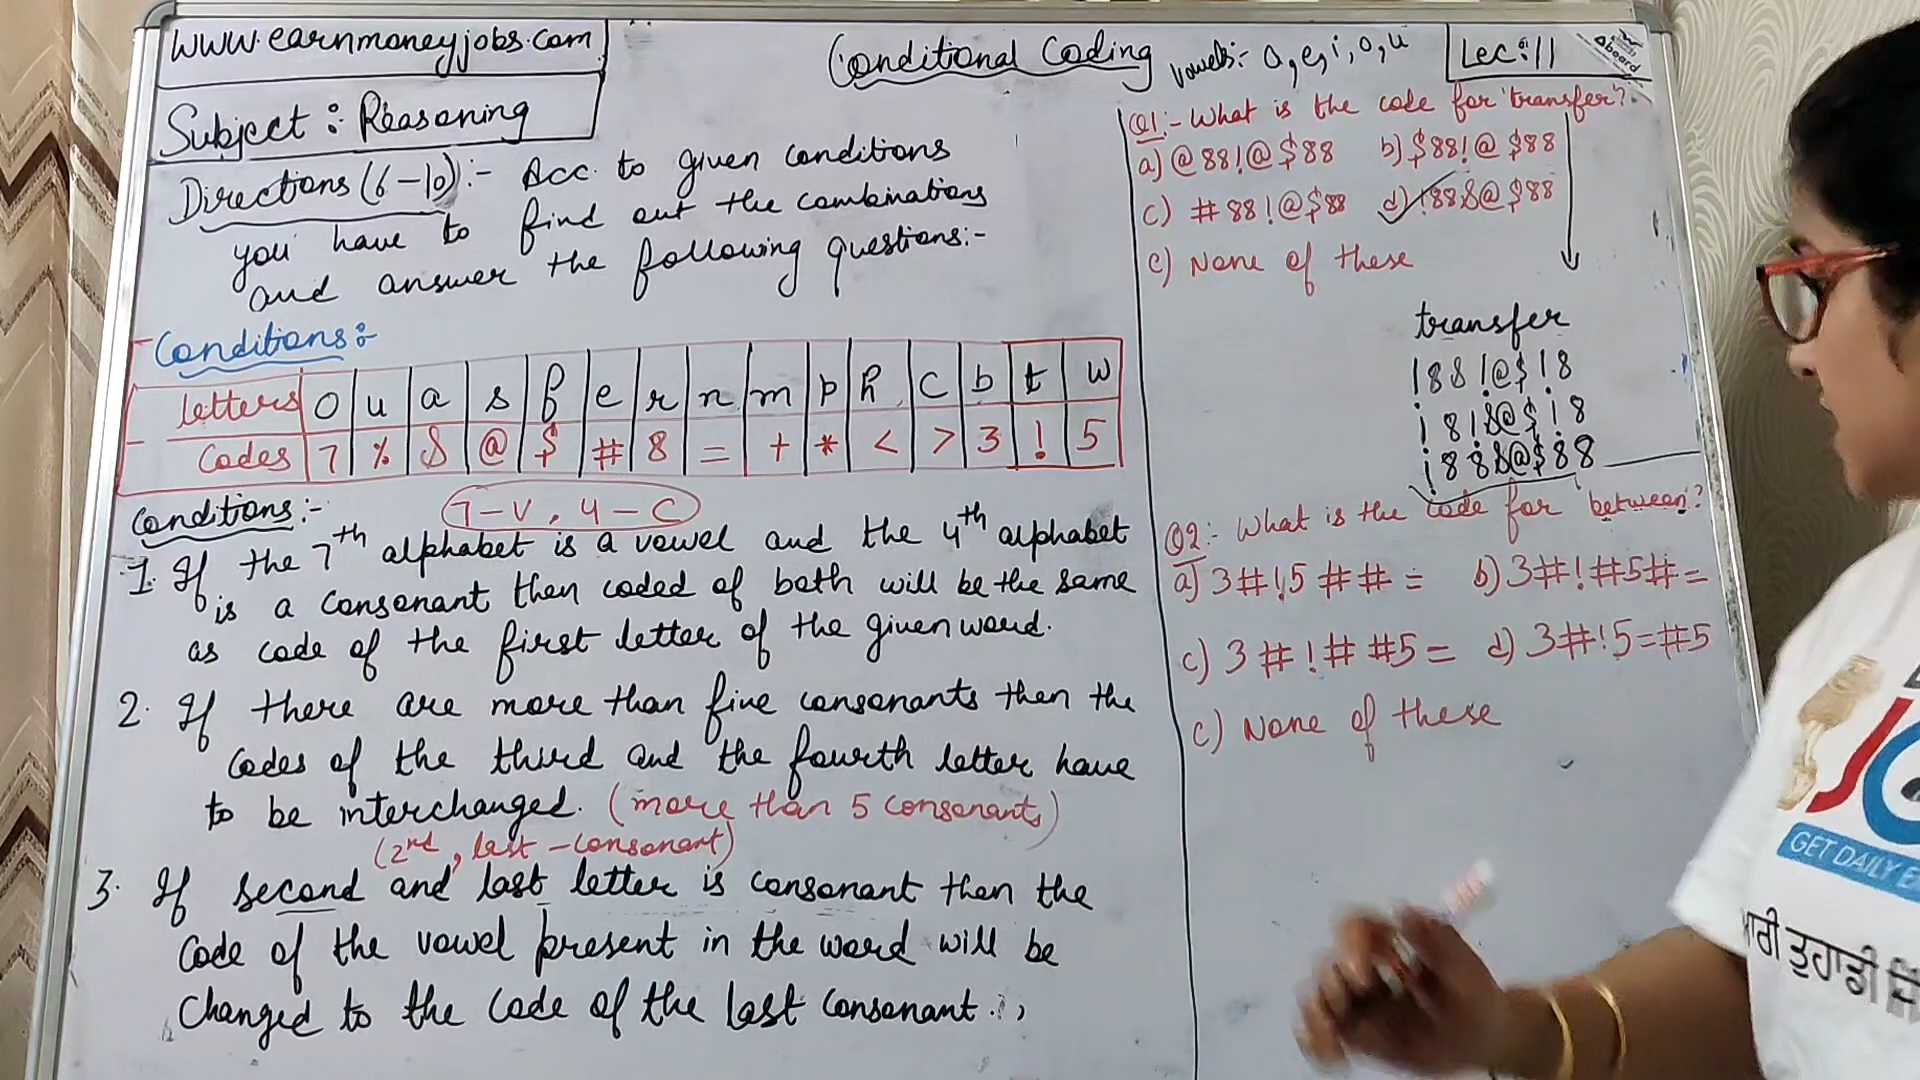 www.earnmoneyjobs.com
Conditional Coding
vowels:- a, e, i, o, u
Lec:11
Subject: Reasoning
Directions (6-10):- Acc. to given conditions
you have to find out the combinations
and answer the following questions:-
Conditions:-
letters o u a s f e r n m p h c b t w
Codes 7 % & @ $ # 8 = + * < > 3 ! 5
Conditions:-
7-V, 4-C
1. If the 7th alphabet is a vowel and the 4th alphabet
is a consonant then coded of both will be the same
as code of the first letter of the given word.
2. If there are more than five consonants then the
codes of the third and the fourth letter have
to be interchanged. (more than 5 consonants)
(2nd, last-consonant)
3. If second and last letter is consonant then the
code of the vowel present in the word will be
changed to the code of the last consonant.
Q1:- What is the code for 'transfer'?
a) @88!@$88 b) $88!@$88
c) #88!@$88 d) !88&@$88
e) None of these
transfer
!88!@$!8
!8!&@$!8
!88&@$88
Q2:- What is the code for 'between'?
a) 3#!5##= b) 3#!#5#=
c) 3#!##5= d) 3#!5=#5
c) None of these
GET DAILY E